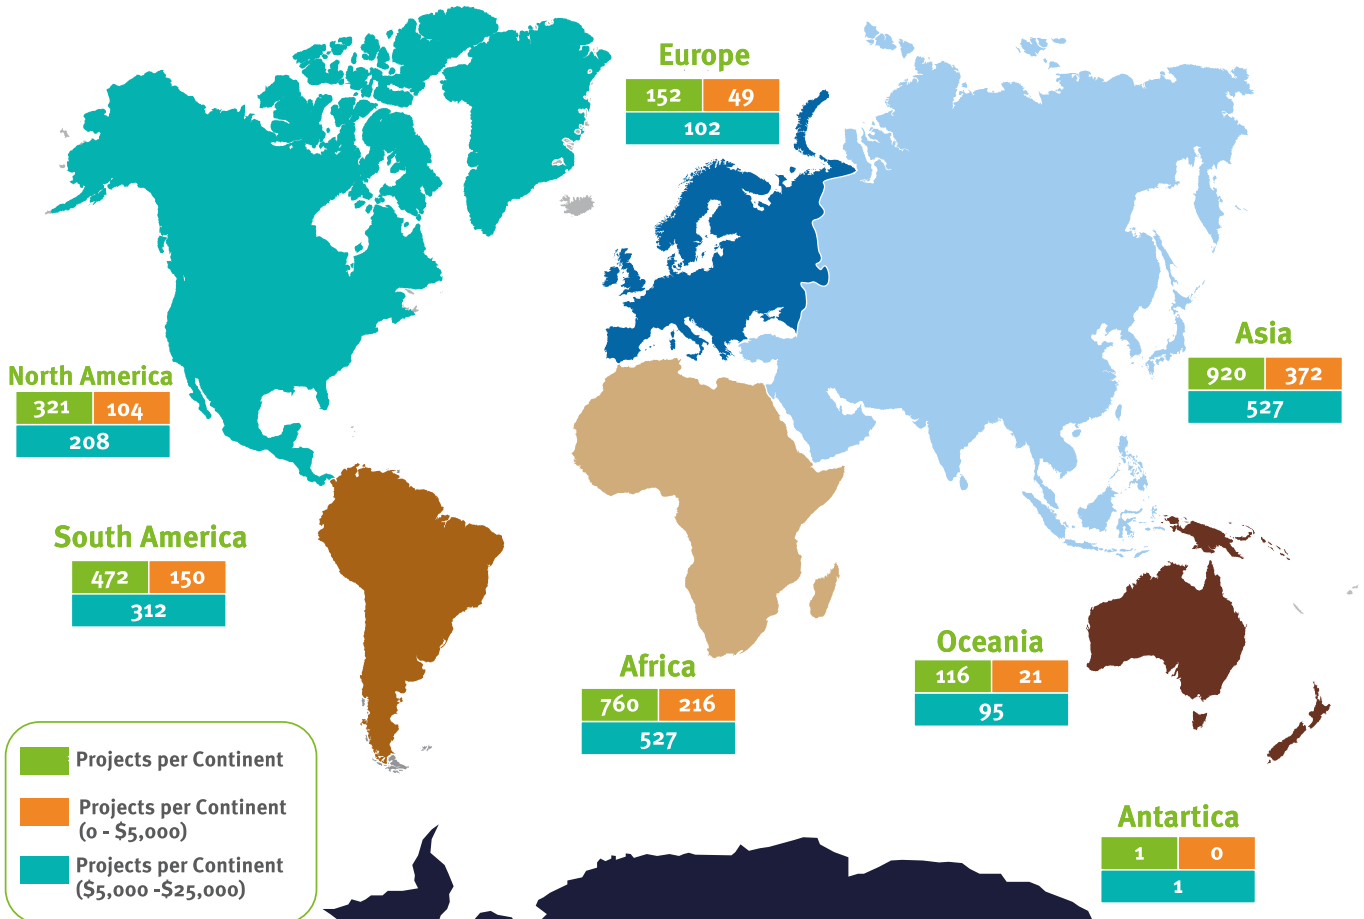 Europe
152 49
102
Asia
920 372
527
North America
321 104
208
South America
472 150
312
Africa
760 216
527
Oceania
116 21
95
Antartica
1 0
1
Projects per Continent
Projects per Continent
(0 - $5,000)
Projects per Continent
($5,000 -$25,000)